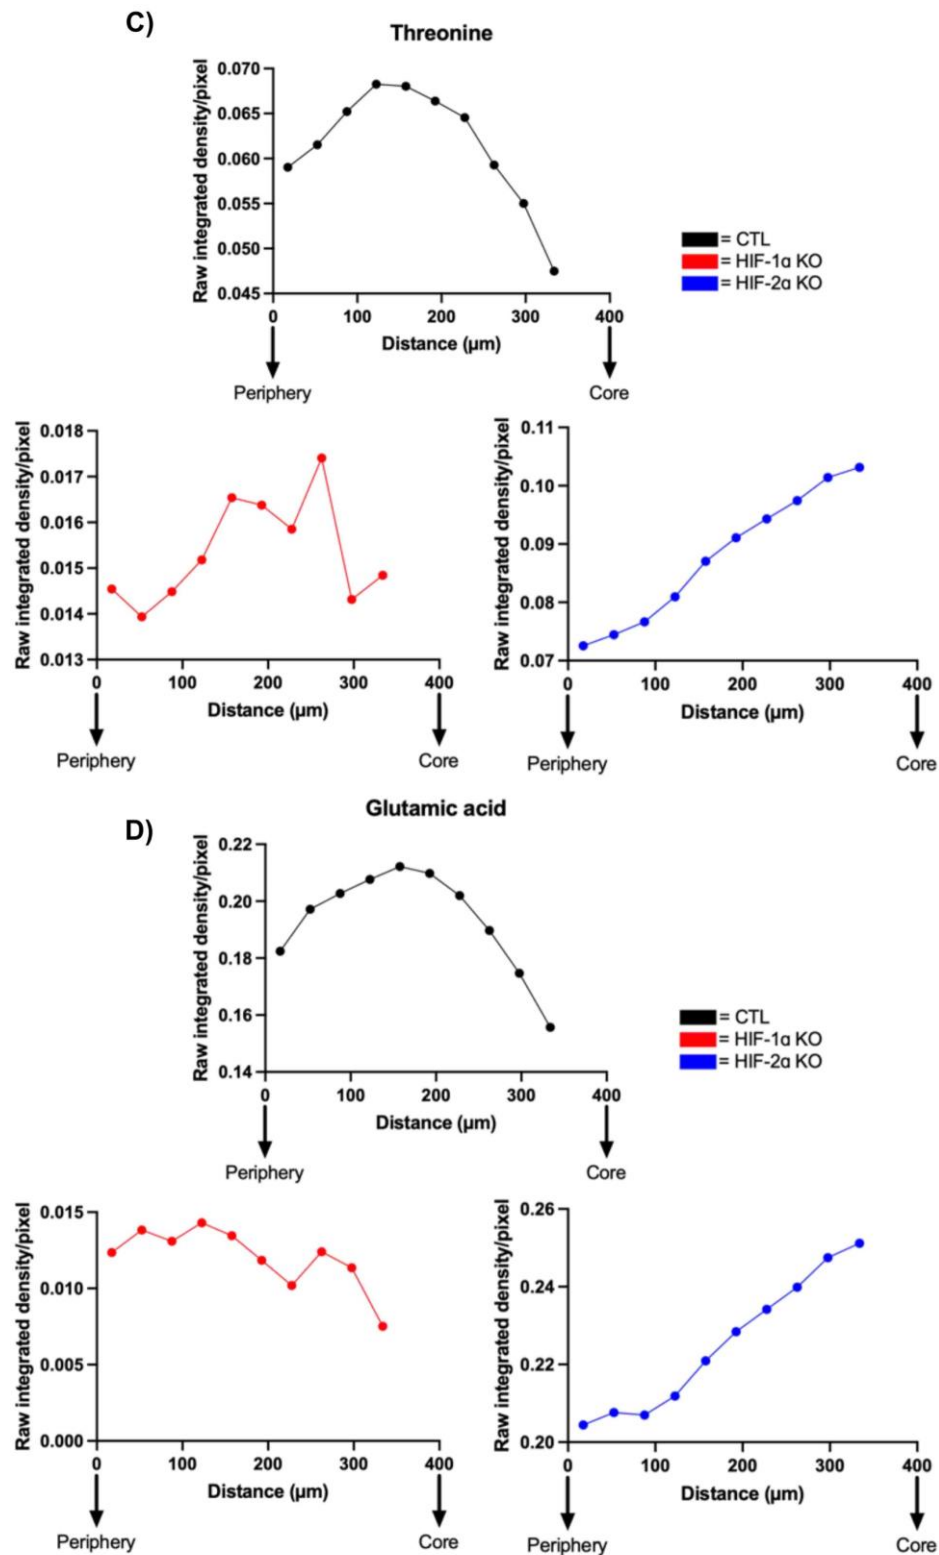 C)
Threonine
Raw integrated density/pixel
0.070
0.065
0.060
0.055
0.050
0.045
0 100 200 300 400
Distance (µm)
Periphery Core
= CTL
= HIF-1α KO
= HIF-2α KO
Raw integrated density/pixel
0.018
0.017
0.016
0.015
0.014
0.013
0 100 200 300 400
Distance (µm)
Periphery Core
Raw integrated density/pixel
0.11
0.10
0.09
0.08
0.07
0 100 200 300 400
Distance (µm)
Periphery Core
D)
Glutamic acid
Raw integrated density/pixel
0.22
0.20
0.18
0.16
0.14
0 100 200 300 400
Distance (µm)
Periphery Core
= CTL
= HIF-1α KO
= HIF-2α KO
Raw integrated density/pixel
0.015
0.010
0.005
0.000
0 100 200 300 400
Distance (µm)
Periphery Core
Raw integrated density/pixel
0.26
0.24
0.22
0.20
0 100 200 300 400
Distance (µm)
Periphery Core